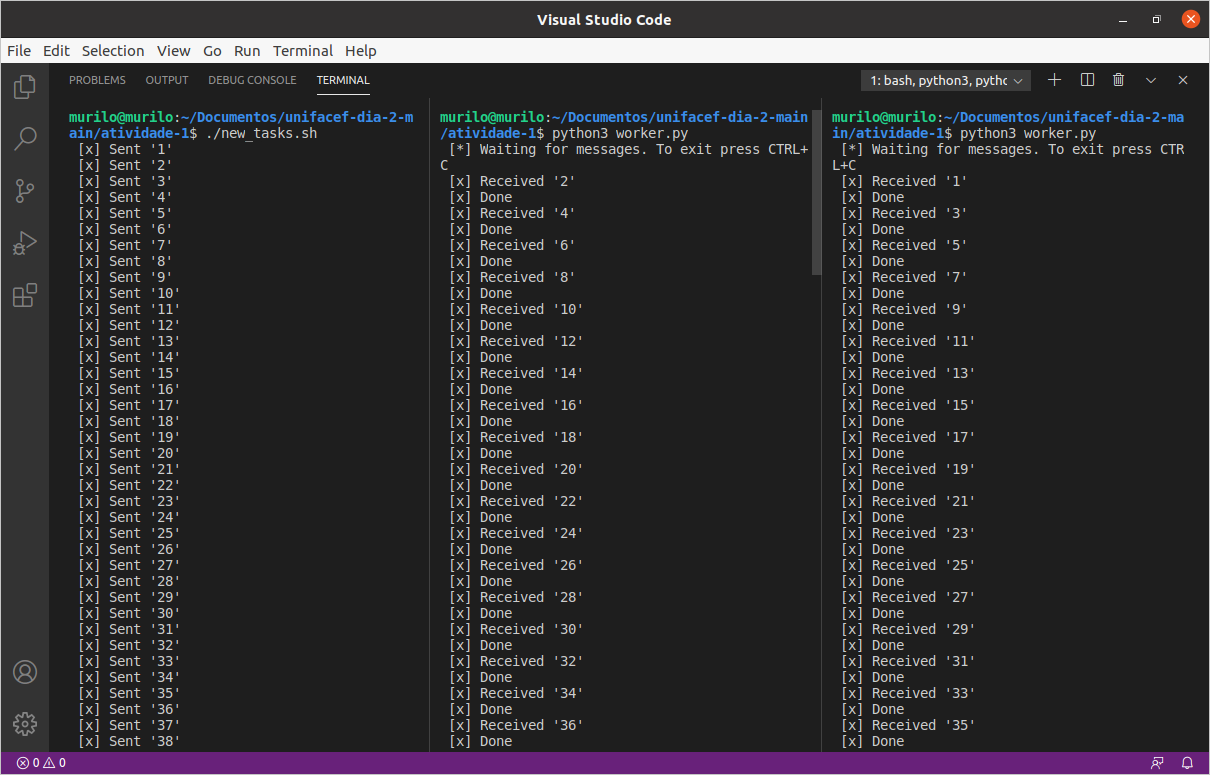 Visual Studio Code
File Edit Selection View Go Run Terminal Help
PROBLEMS OUTPUT DEBUG CONSOLE TERMINAL
1: bash, python3, pythc
murilo@murilo:~/Documentos/unifacef-dia-2-m
ain/atividade-1$ ./new_tasks.sh
[x] Sent '1'
[x] Sent '2'
[x] Sent '3'
[x] Sent '4'
[x] Sent '5'
[x] Sent '6'
[x] Sent '7'
[x] Sent '8'
[x] Sent '9'
[x] Sent '10'
[x] Sent '11'
[x] Sent '12'
[x] Sent '13'
[x] Sent '14'
[x] Sent '15'
[x] Sent '16'
[x] Sent '17'
[x] Sent '18'
[x] Sent '19'
[x] Sent '20'
[x] Sent '21'
[x] Sent '22'
[x] Sent '23'
[x] Sent '24'
[x] Sent '25'
[x] Sent '26'
[x] Sent '27'
[x] Sent '28'
[x] Sent '29'
[x] Sent '30'
[x] Sent '31'
[x] Sent '32'
[x] Sent '33'
[x] Sent '34'
[x] Sent '35'
[x] Sent '36'
[x] Sent '37'
[x] Sent '38'
murilo@murilo:~/Documentos/unifacef-dia-2-main
/atividade-1$ python3 worker.py
[*] Waiting for messages. To exit press CTRL+
C
[x] Received '2'
[x] Done
[x] Received '4'
[x] Done
[x] Received '6'
[x] Done
[x] Received '8'
[x] Done
[x] Received '10'
[x] Done
[x] Received '12'
[x] Done
[x] Received '14'
[x] Done
[x] Received '16'
[x] Done
[x] Received '18'
[x] Done
[x] Received '20'
[x] Done
[x] Received '22'
[x] Done
[x] Received '24'
[x] Done
[x] Received '26'
[x] Done
[x] Received '28'
[x] Done
[x] Received '30'
[x] Done
[x] Received '32'
[x] Done
[x] Received '34'
[x] Done
[x] Received '36'
[x] Done
murilo@murilo:~/Documentos/unifacef-dia-2-ma
in/atividade-1$ python3 worker.py
[*] Waiting for messages. To exit press CTR
L+C
[x] Received '1'
[x] Done
[x] Received '3'
[x] Done
[x] Received '5'
[x] Done
[x] Received '7'
[x] Done
[x] Received '9'
[x] Done
[x] Received '11'
[x] Done
[x] Received '13'
[x] Done
[x] Received '15'
[x] Done
[x] Received '17'
[x] Done
[x] Received '19'
[x] Done
[x] Received '21'
[x] Done
[x] Received '23'
[x] Done
[x] Received '25'
[x] Done
[x] Received '27'
[x] Done
[x] Received '29'
[x] Done
[x] Received '31'
[x] Done
[x] Received '33'
[x] Done
[x] Received '35'
[x] Done
0 0